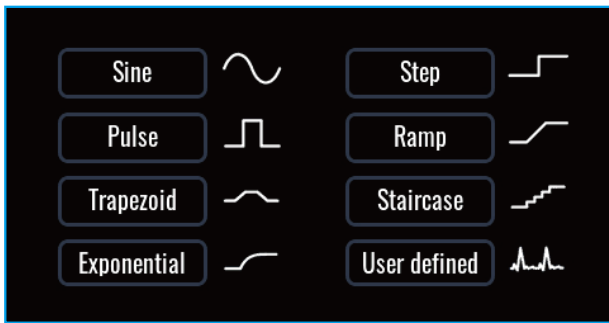 Sine
Step
Pulse
Ramp
Trapezoid
Staircase
Exponential
User defined